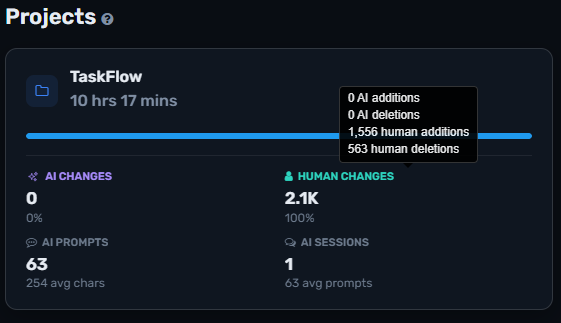 Projects ?
TaskFlow
10 hrs 17 mins
0 AI additions
0 AI deletions
1,556 human additions
563 human deletions
AI CHANGES
0
0%
HUMAN CHANGES
2.1K
100%
AI PROMPTS
63
254 avg chars
AI SESSIONS
1
63 avg prompts